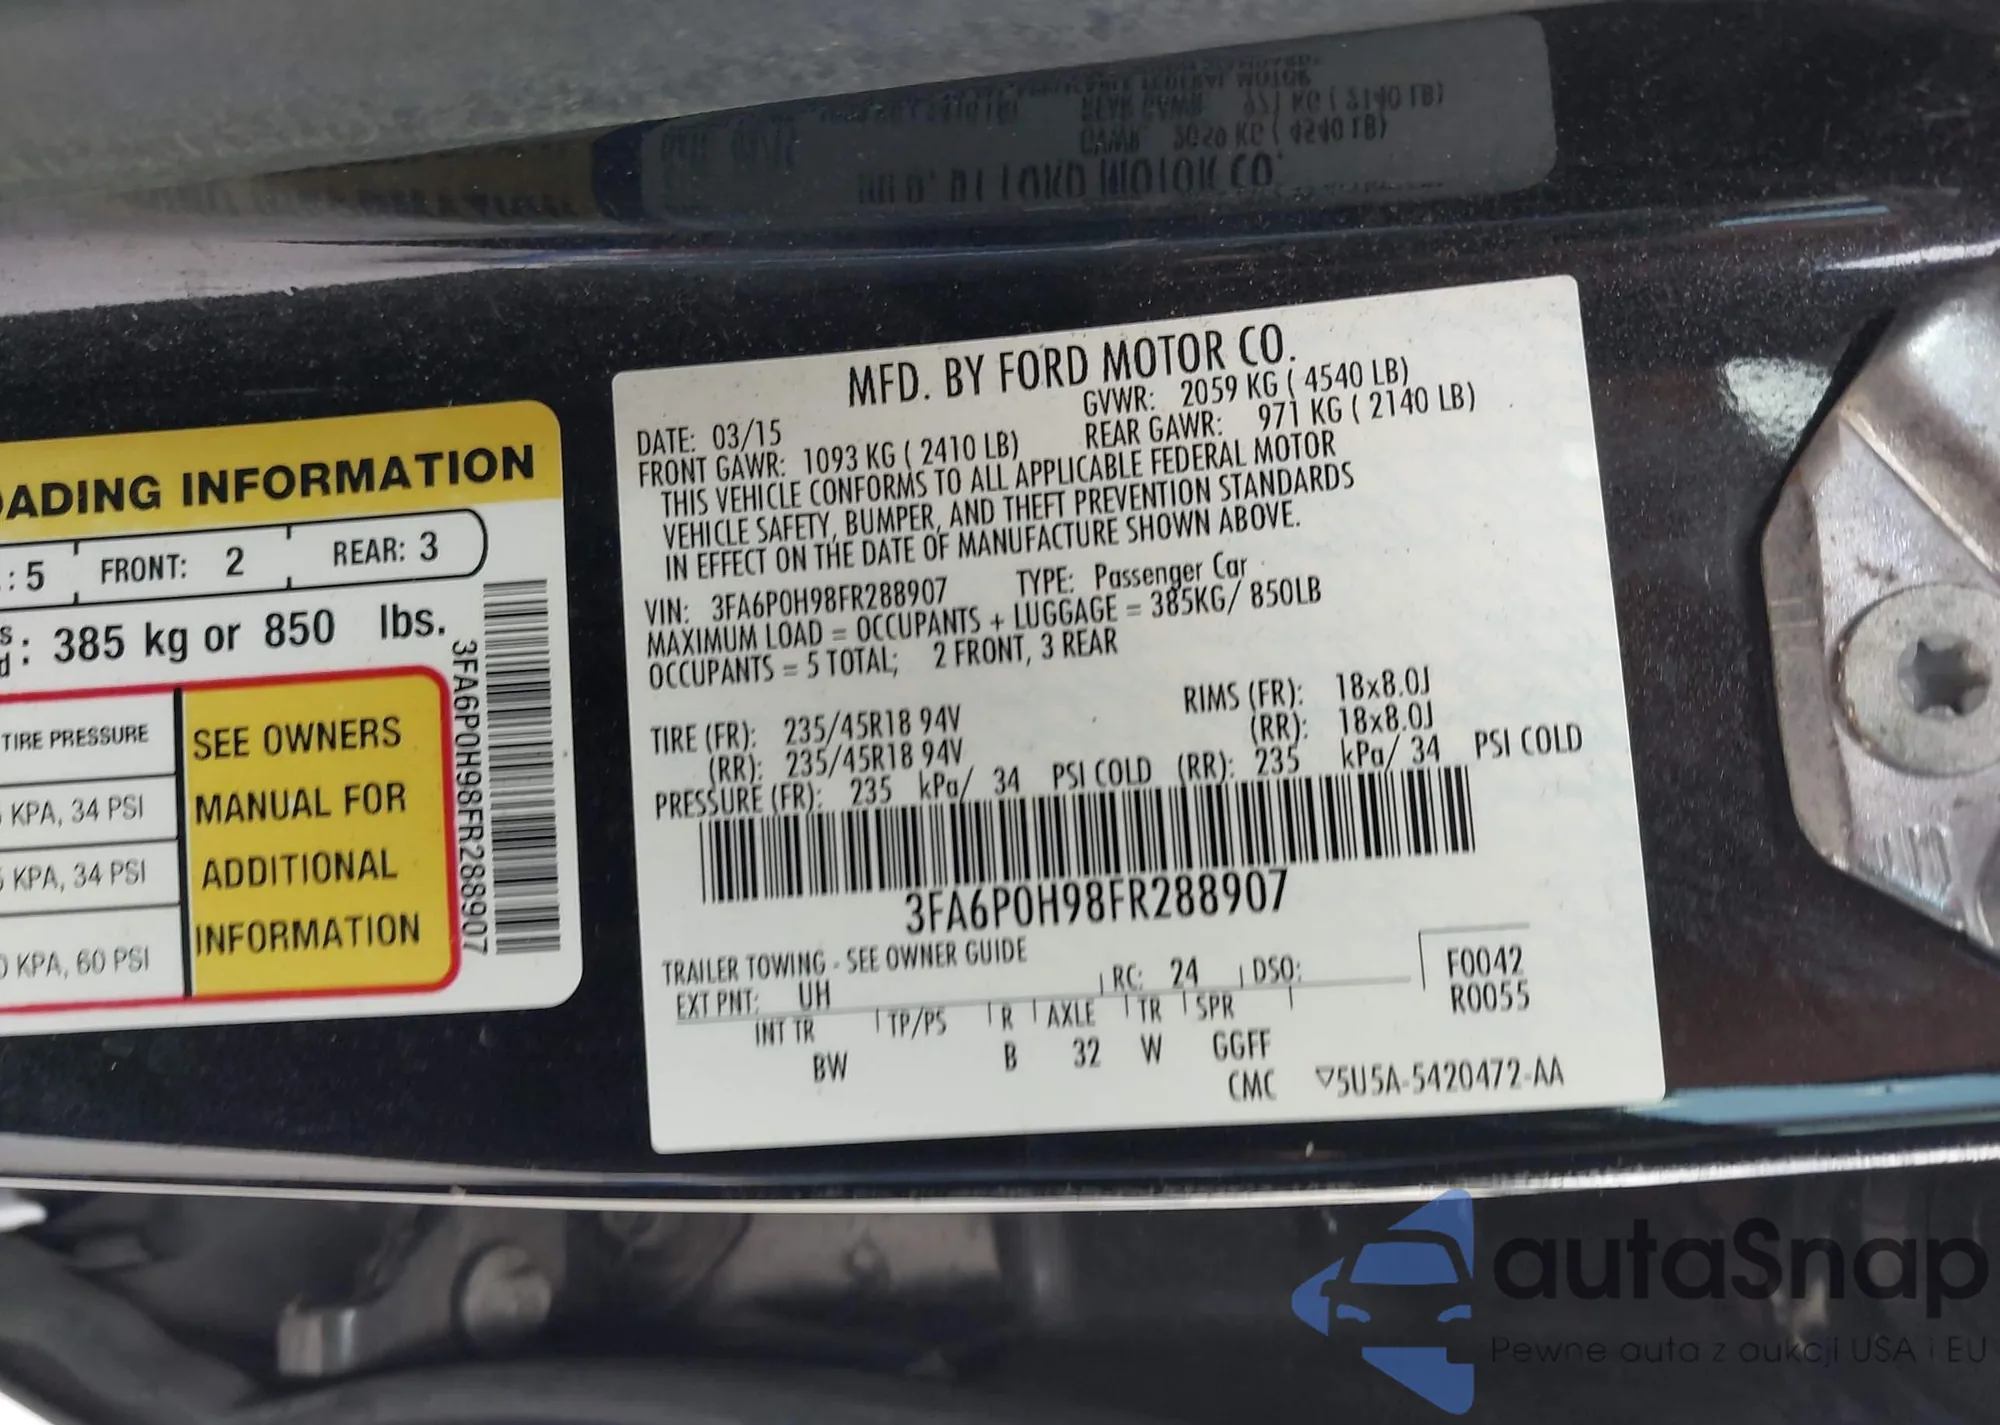 OADING INFORMATION
: 5 FRONT: 2 REAR: 3
s
d : 385 kg or 850 lbs.
TIRE PRESSURE
KPA, 34 PSI
KPA, 34 PSI
0 KPA, 60 PSI
SEE OWNERS
MANUAL FOR
ADDITIONAL
INFORMATION
3FA6P0H98FR288907
MFD. BY FORD MOTOR CO.
DATE: 03/15 GVWR: 2059 KG ( 4540 LB)
FRONT GAWR: 1093 KG ( 2410 LB) REAR GAWR: 971 KG ( 2140 LB)
THIS VEHICLE CONFORMS TO ALL APPLICABLE FEDERAL MOTOR
VEHICLE SAFETY, BUMPER, AND THEFT PREVENTION STANDARDS
IN EFFECT ON THE DATE OF MANUFACTURE SHOWN ABOVE.
VIN: 3FA6P0H98FR288907 TYPE: Passenger Car
MAXIMUM LOAD = OCCUPANTS + LUGGAGE = 385KG/ 850LB
OCCUPANTS = 5 TOTAL; 2 FRONT, 3 REAR
TIRE (FR): 235/45R18 94V RIMS (FR): 18x8.0J
(RR): 235/45R18 94V (RR): 18x8.0J
PRESSURE (FR): 235 kPa/ 34 PSI COLD (RR): 235 kPa/ 34 PSI COLD
3FA6P0H98FR288907
TRAILER TOWING - SEE OWNER GUIDE
EXT PNT: UH RC: 24 DSO: F0042
R0055
INT TR TP/PS R AXLE TR SPR
BW B 32 W GGFF
CMC ▽5U5A-5420472-AA
autaSnap
Pewne auta z aukcji USA i EU